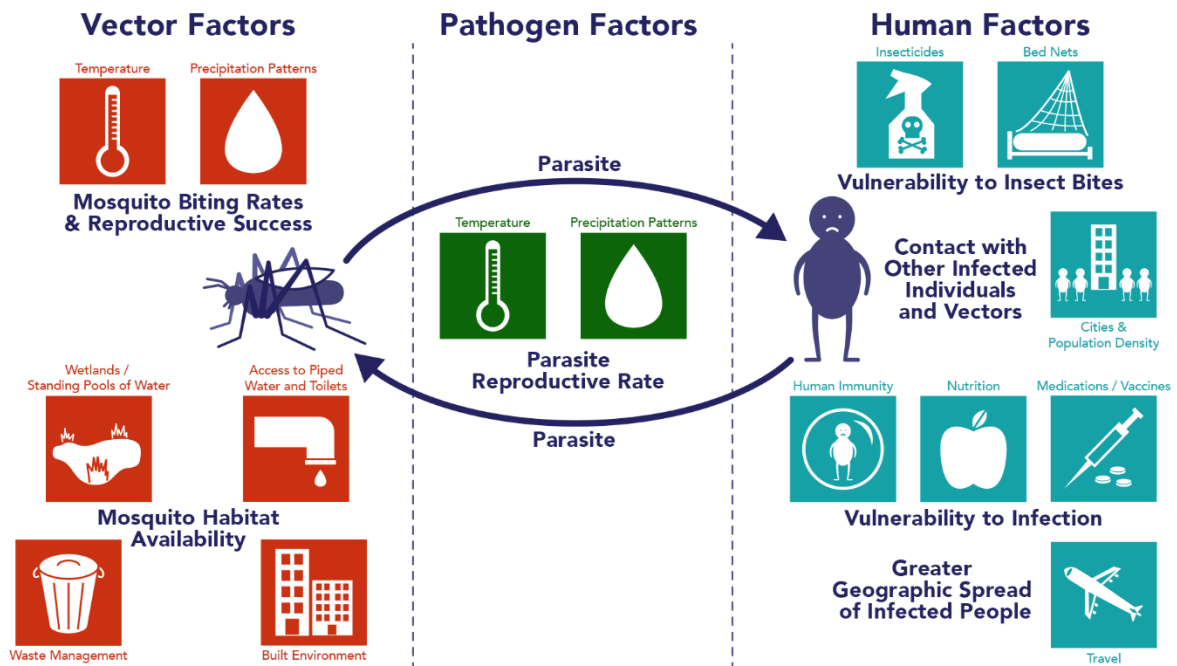 Vector Factors
Pathogen Factors
Human Factors
Temperature
Precipitation Patterns
Mosquito Biting Rates
& Reproductive Success
Wetlands /
Standing Pools of Water
Access to Piped
Water and Toilets
Mosquito Habitat
Availability
Waste Management
Built Environment
Parasite
Temperature
Precipitation Patterns
Parasite
Reproductive Rate
Parasite
Insecticides
Bed Nets
Vulnerability to Insect Bites
Contact with
Other Infected
Individuals
and Vectors
Cities &
Population Density
Human Immunity
Nutrition
Medications / Vaccines
Vulnerability to Infection
Greater
Geographic Spread
of Infected People
Travel